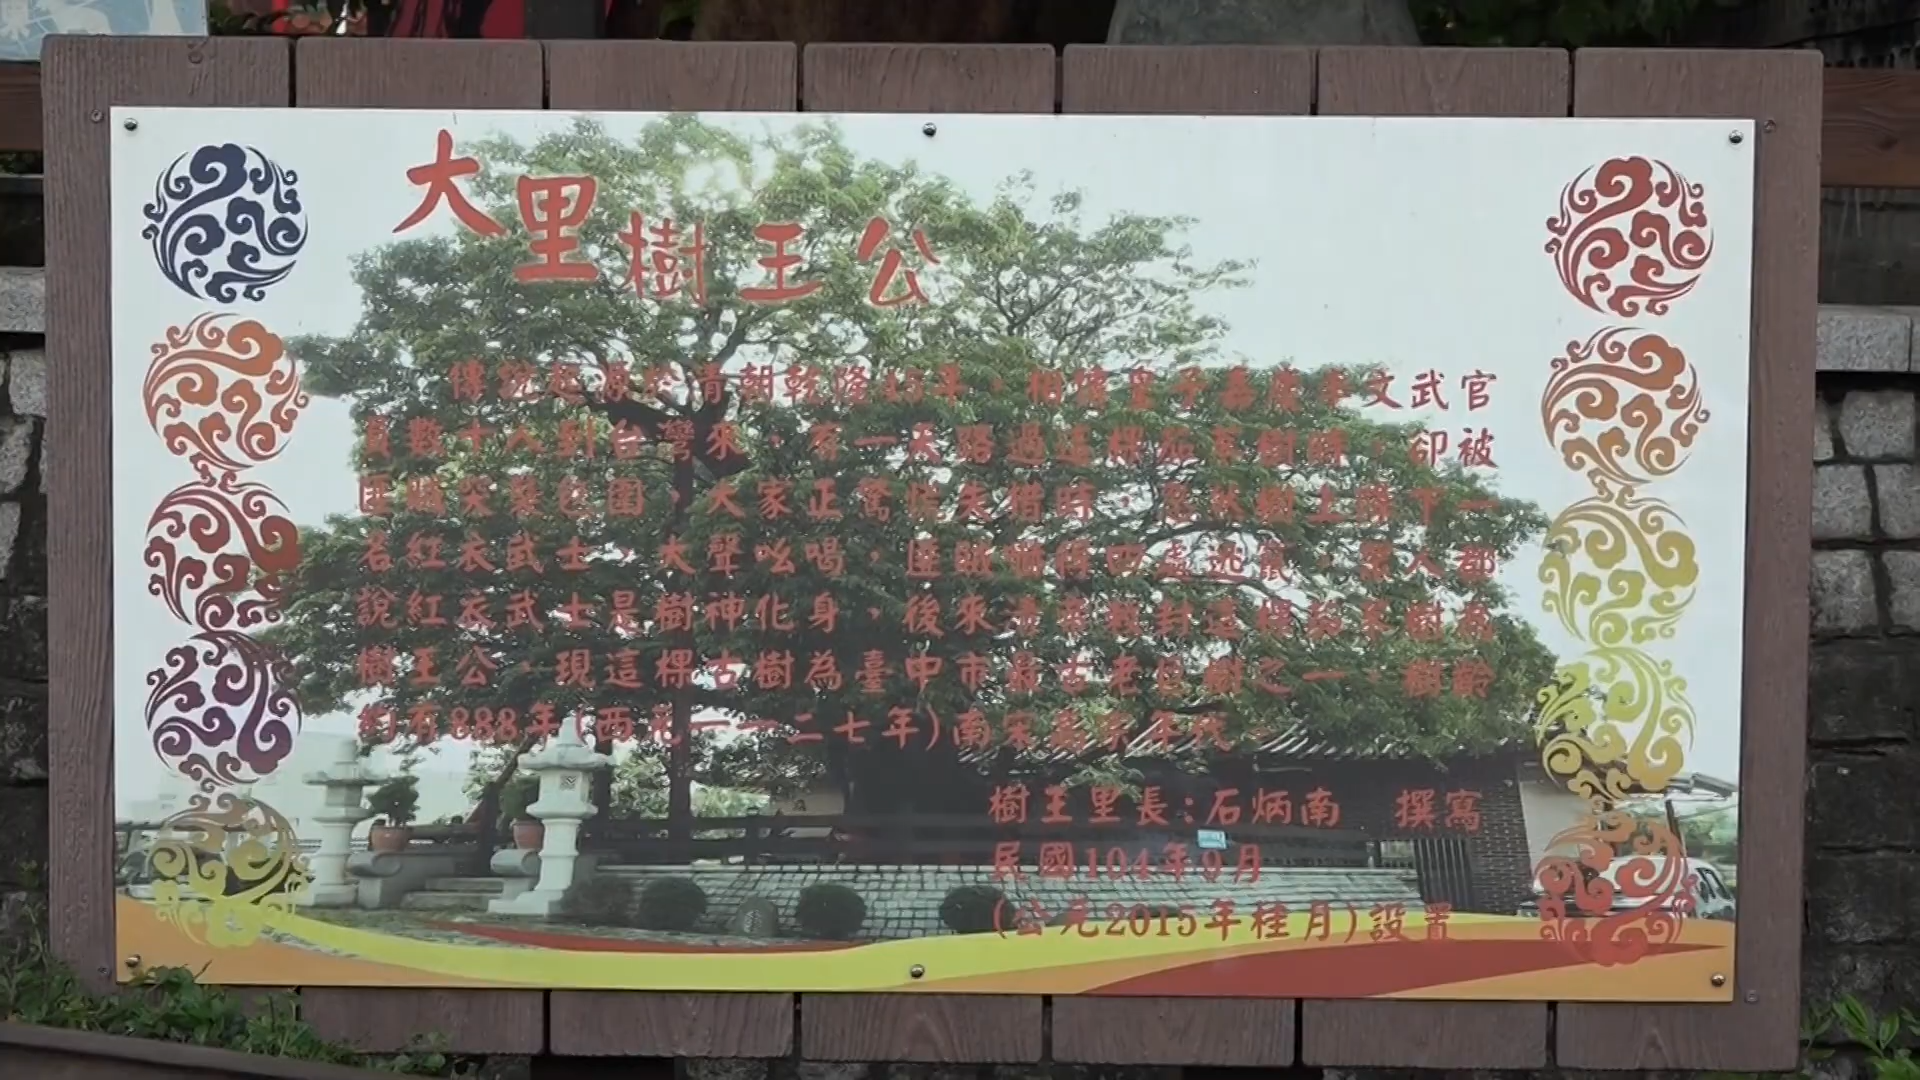 大里樹王公
傳說起源於清朝乾隆45年，相傳皇子嘉慶率文武官
員數十人到台灣來，有一天路過這棵茄苳樹時，卻被
匪賊突襲包圍，大家正驚慌失措時，忽然樹上躍下一
名紅衣武士，大聲吆喝，匪賊嚇得四處逃竄，眾人都
說紅衣武士是樹神化身，後來封這棵茄苳樹為
樹王公，現這棵古樹為臺中市最古老巨樹之一，樹齡
約有888年(西元一一二七年)南宋高宗年代。
樹王里長:石炳南 撰寫
民國104年9月
(公元2015年桂月)設置